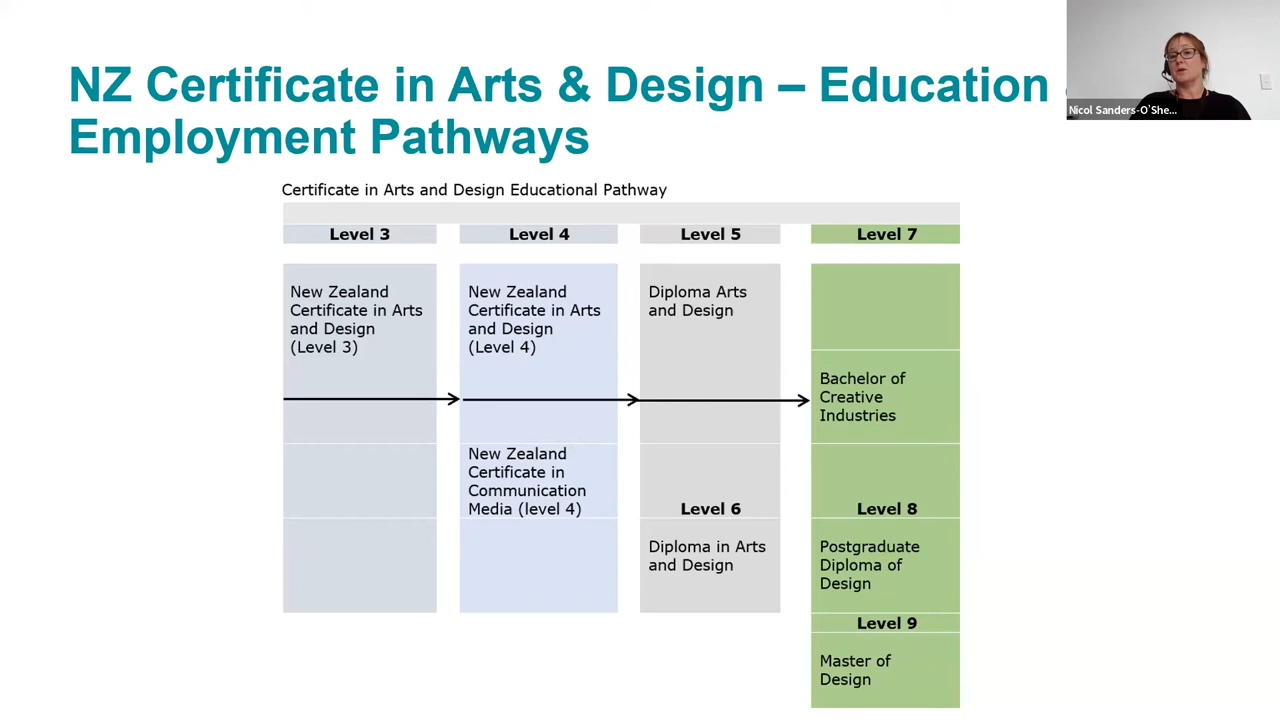 NZ Certificate in Arts & Design – Education
Employment Pathways
Nicol Sanders-O'She...
Certificate in Arts and Design Educational Pathway
Level 3
Level 4
Level 5
Level 7
New Zealand
Certificate in Arts
and Design
(Level 3)
New Zealand
Certificate in Arts
and Design
(Level 4)
Diploma Arts
and Design
Bachelor of
Creative
Industries
New Zealand
Certificate in
Communication
Media (level 4)
Level 6
Level 8
Diploma in Arts
and Design
Postgraduate
Diploma of
Design
Level 9
Master of
Design